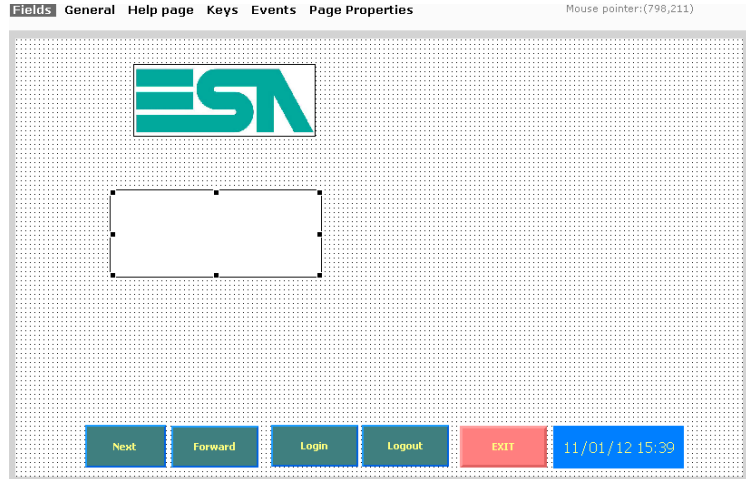 Fields General Help page Keys Events Page Properties Mouse pointer:(798,211)
ESA
Next Forward Login Logout EXIT 11/01/12 15:39